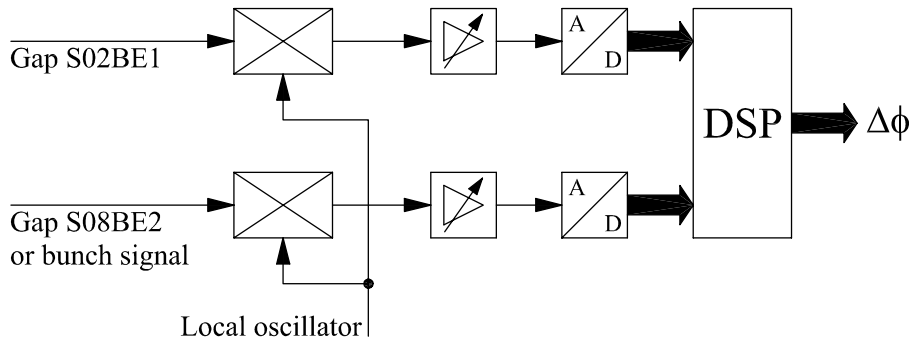 Gap S02BE1
A
D
DSP
Δϕ
Gap S08BE2
or bunch signal
A
D
Local oscillator